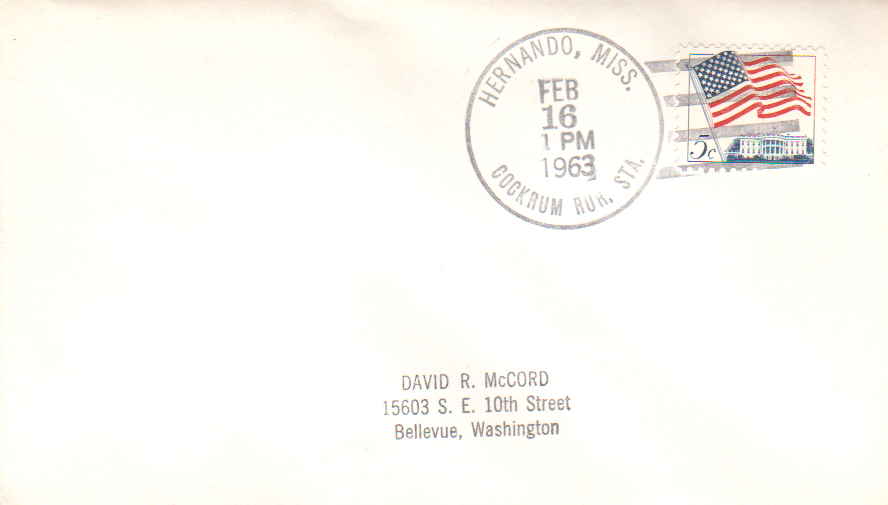 HERNANDO, MISS.
FEB
16
1 PM
1963
COCKRUM RUR. STA.
5c
DAVID R. McCORD
15603 S. E. 10th Street
Bellevue, Washington